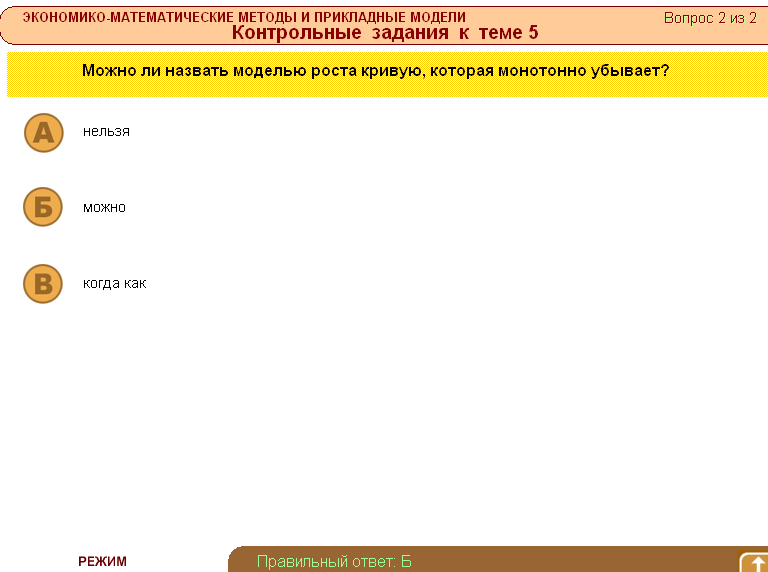 ЭКОНОМИКО-МАТЕМАТИЧЕСКИЕ МЕТОДЫ И ПРИКЛАДНЫЕ МОДЕЛИ
Вопрос 2 из 2
Контрольные задания к теме 5
Можно ли назвать моделью роста кривую, которая монотонно убывает?
А нельзя
Б можно
В когда как
РЕЖИМ
Правильный ответ: Б